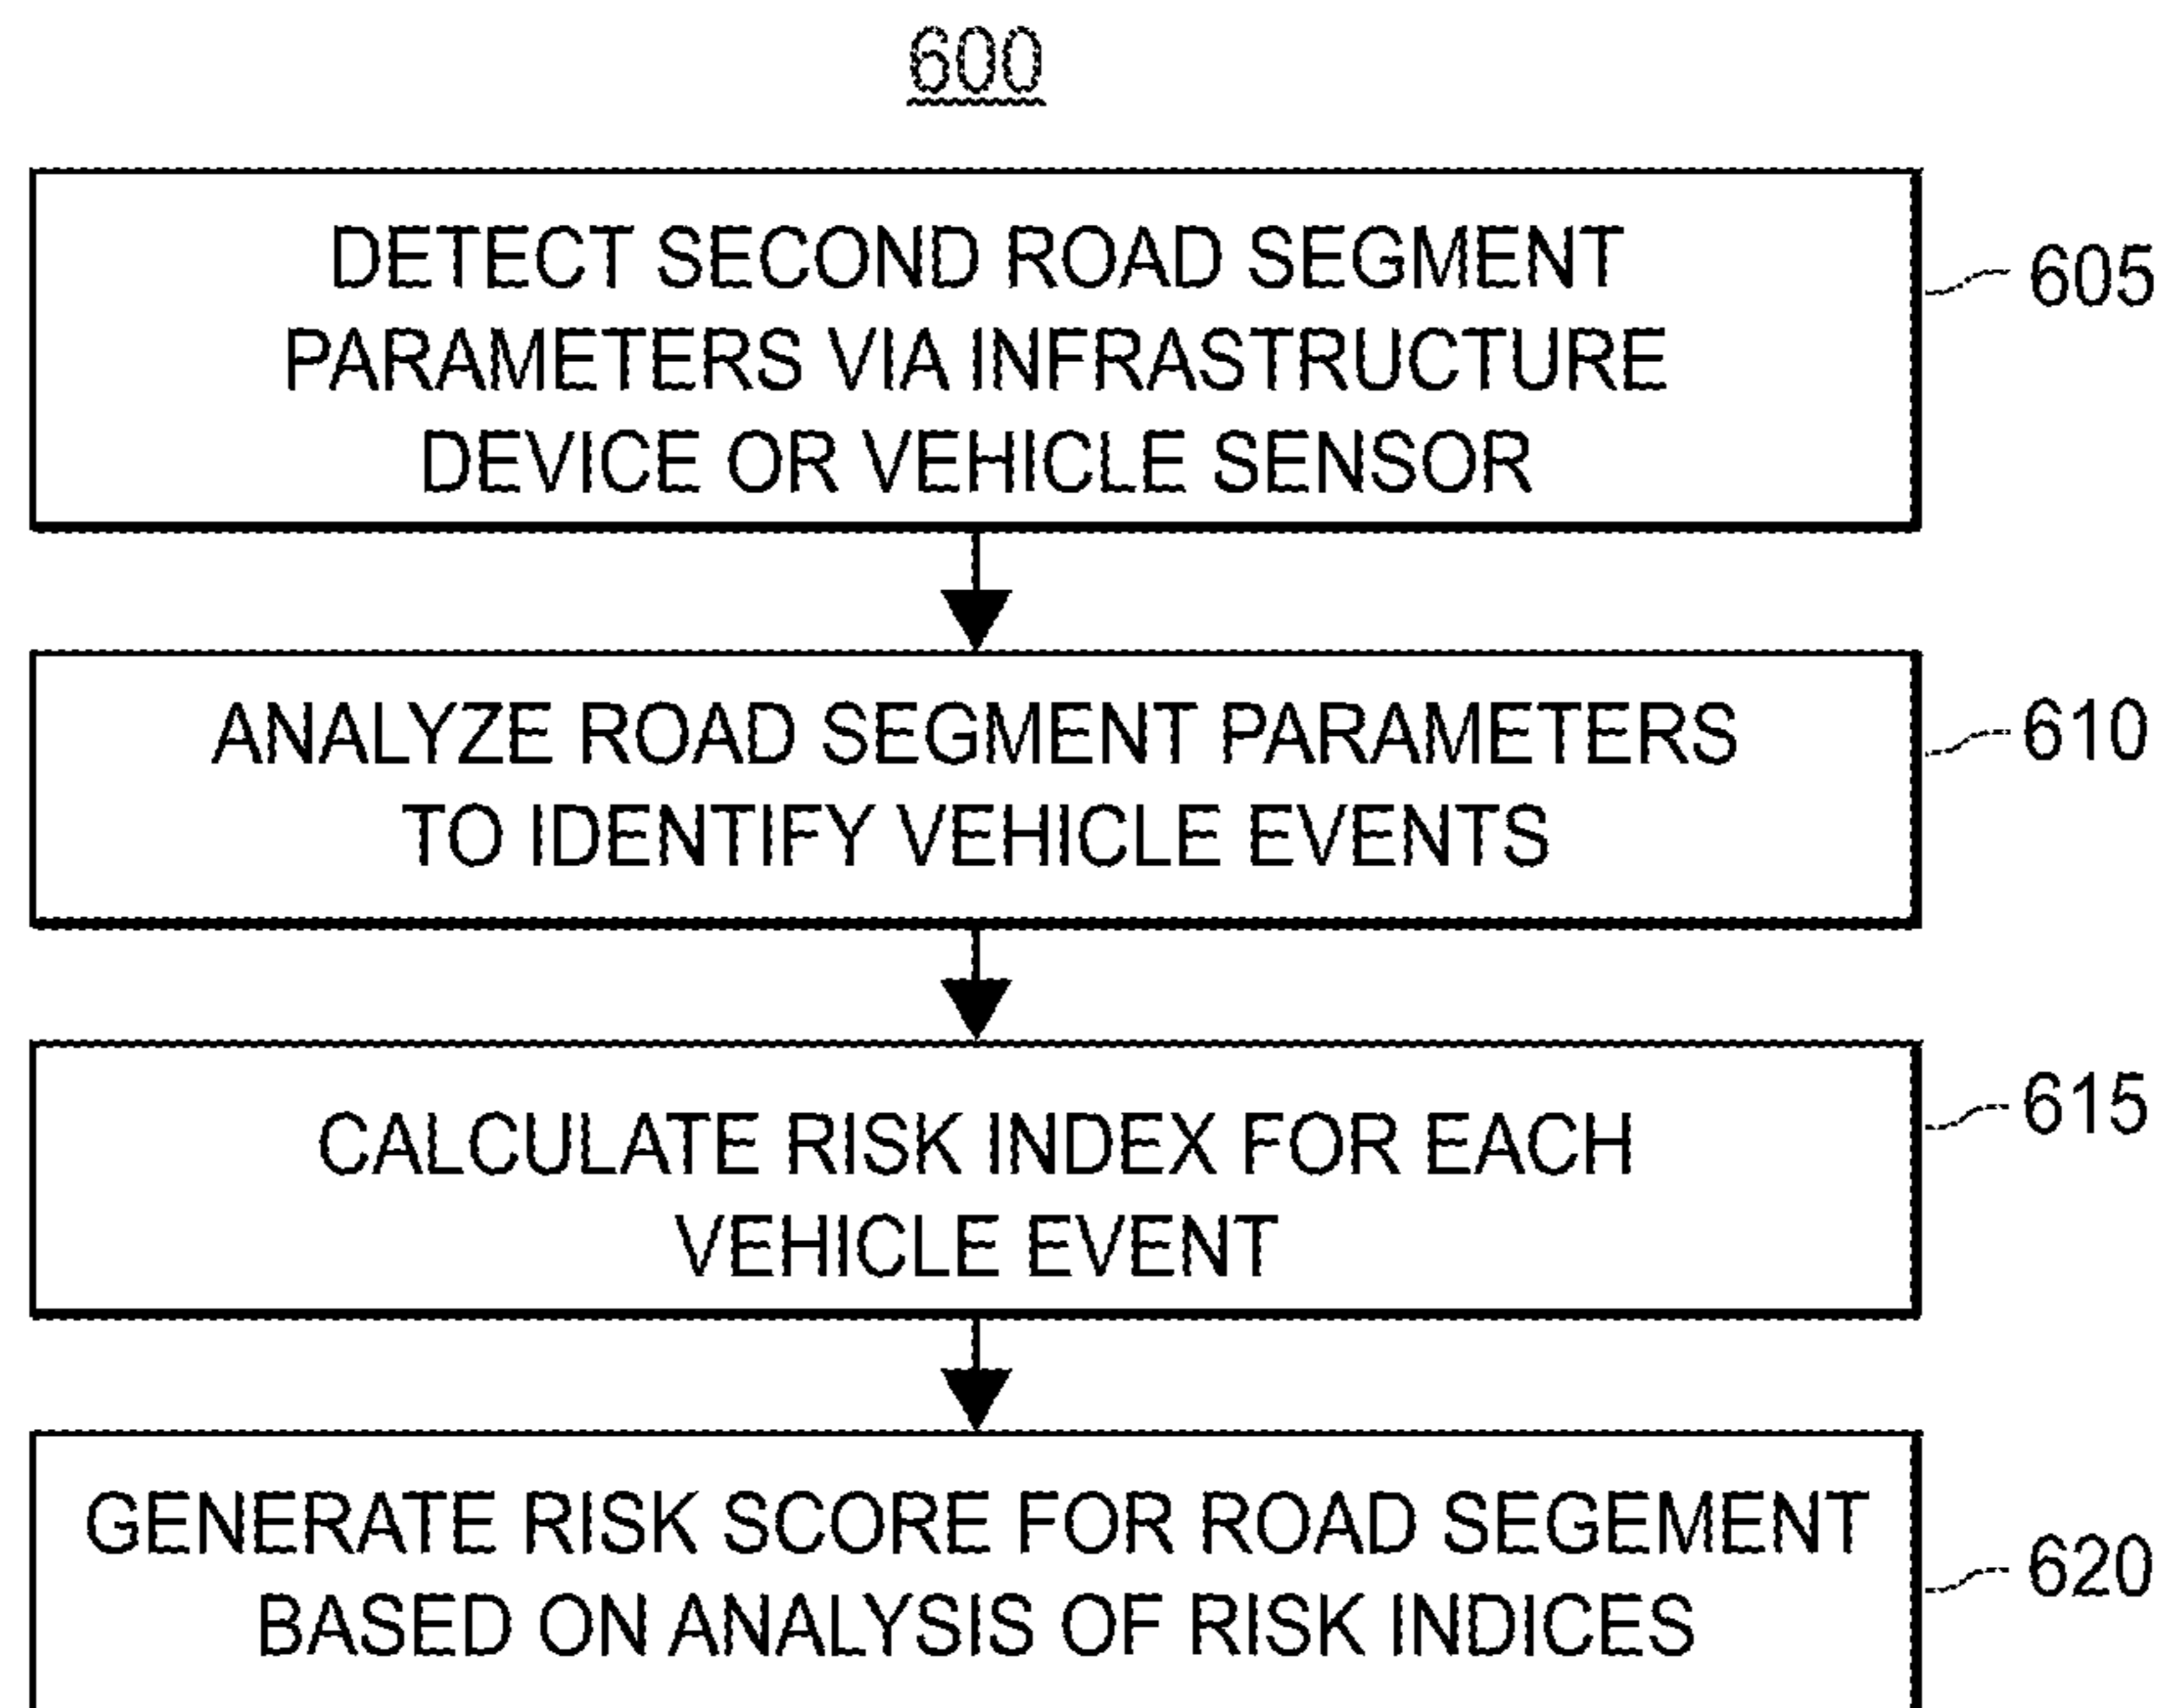 600
DETECT SECOND ROAD SEGMENT
PARAMETERS VIA INFRASTRUCTURE
DEVICE OR VEHICLE SENSOR
605
ANALYZE ROAD SEGMENT PARAMETERS
TO IDENTIFY VEHICLE EVENTS
610
CALCULATE RISK INDEX FOR EACH
VEHICLE EVENT
615
GENERATE RISK SCORE FOR ROAD SEGEMENT
BASED ON ANALYSIS OF RISK INDICES
620